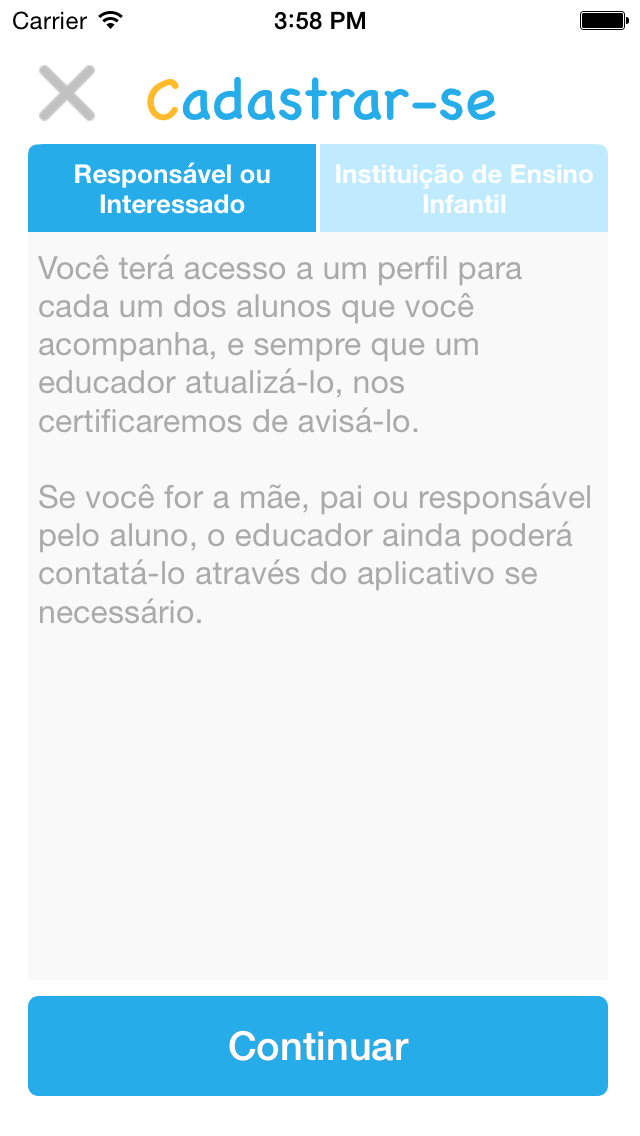 Carrier 3:58 PM
Cadastrar-se
Responsável ou
Interessado
Instituição de Ensino
Infantil
Você terá acesso a um perfil para
cada um dos alunos que você
acompanha, e sempre que um
educador atualizá-lo, nos
certificaremos de avisá-lo.
Se você for a mãe, pai ou responsável
pelo aluno, o educador ainda poderá
contatá-lo através do aplicativo se
necessário.
Continuar